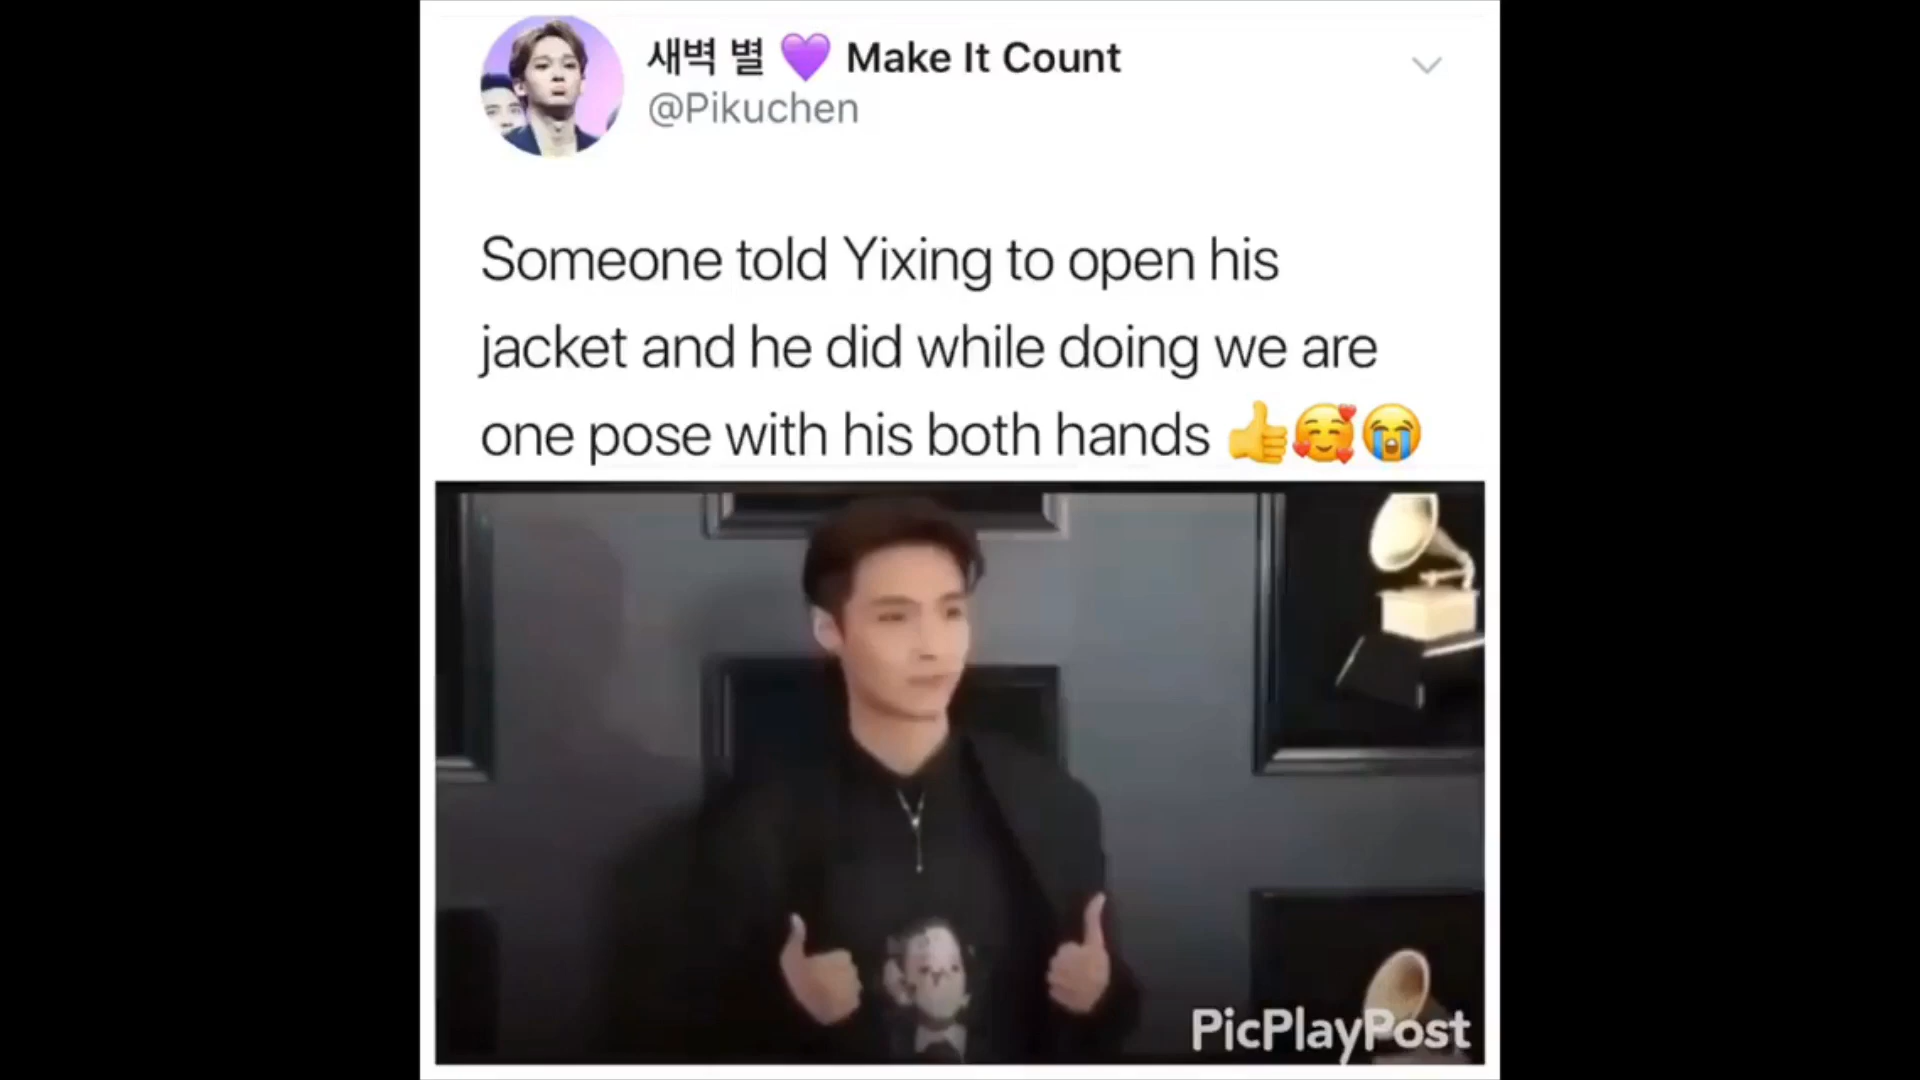 새벽 별 💜 Make It Count
@Pikuchen
Someone told Yixing to open his
jacket and he did while doing we are
one pose with his both hands 👍🥰😭
PicPlayPost